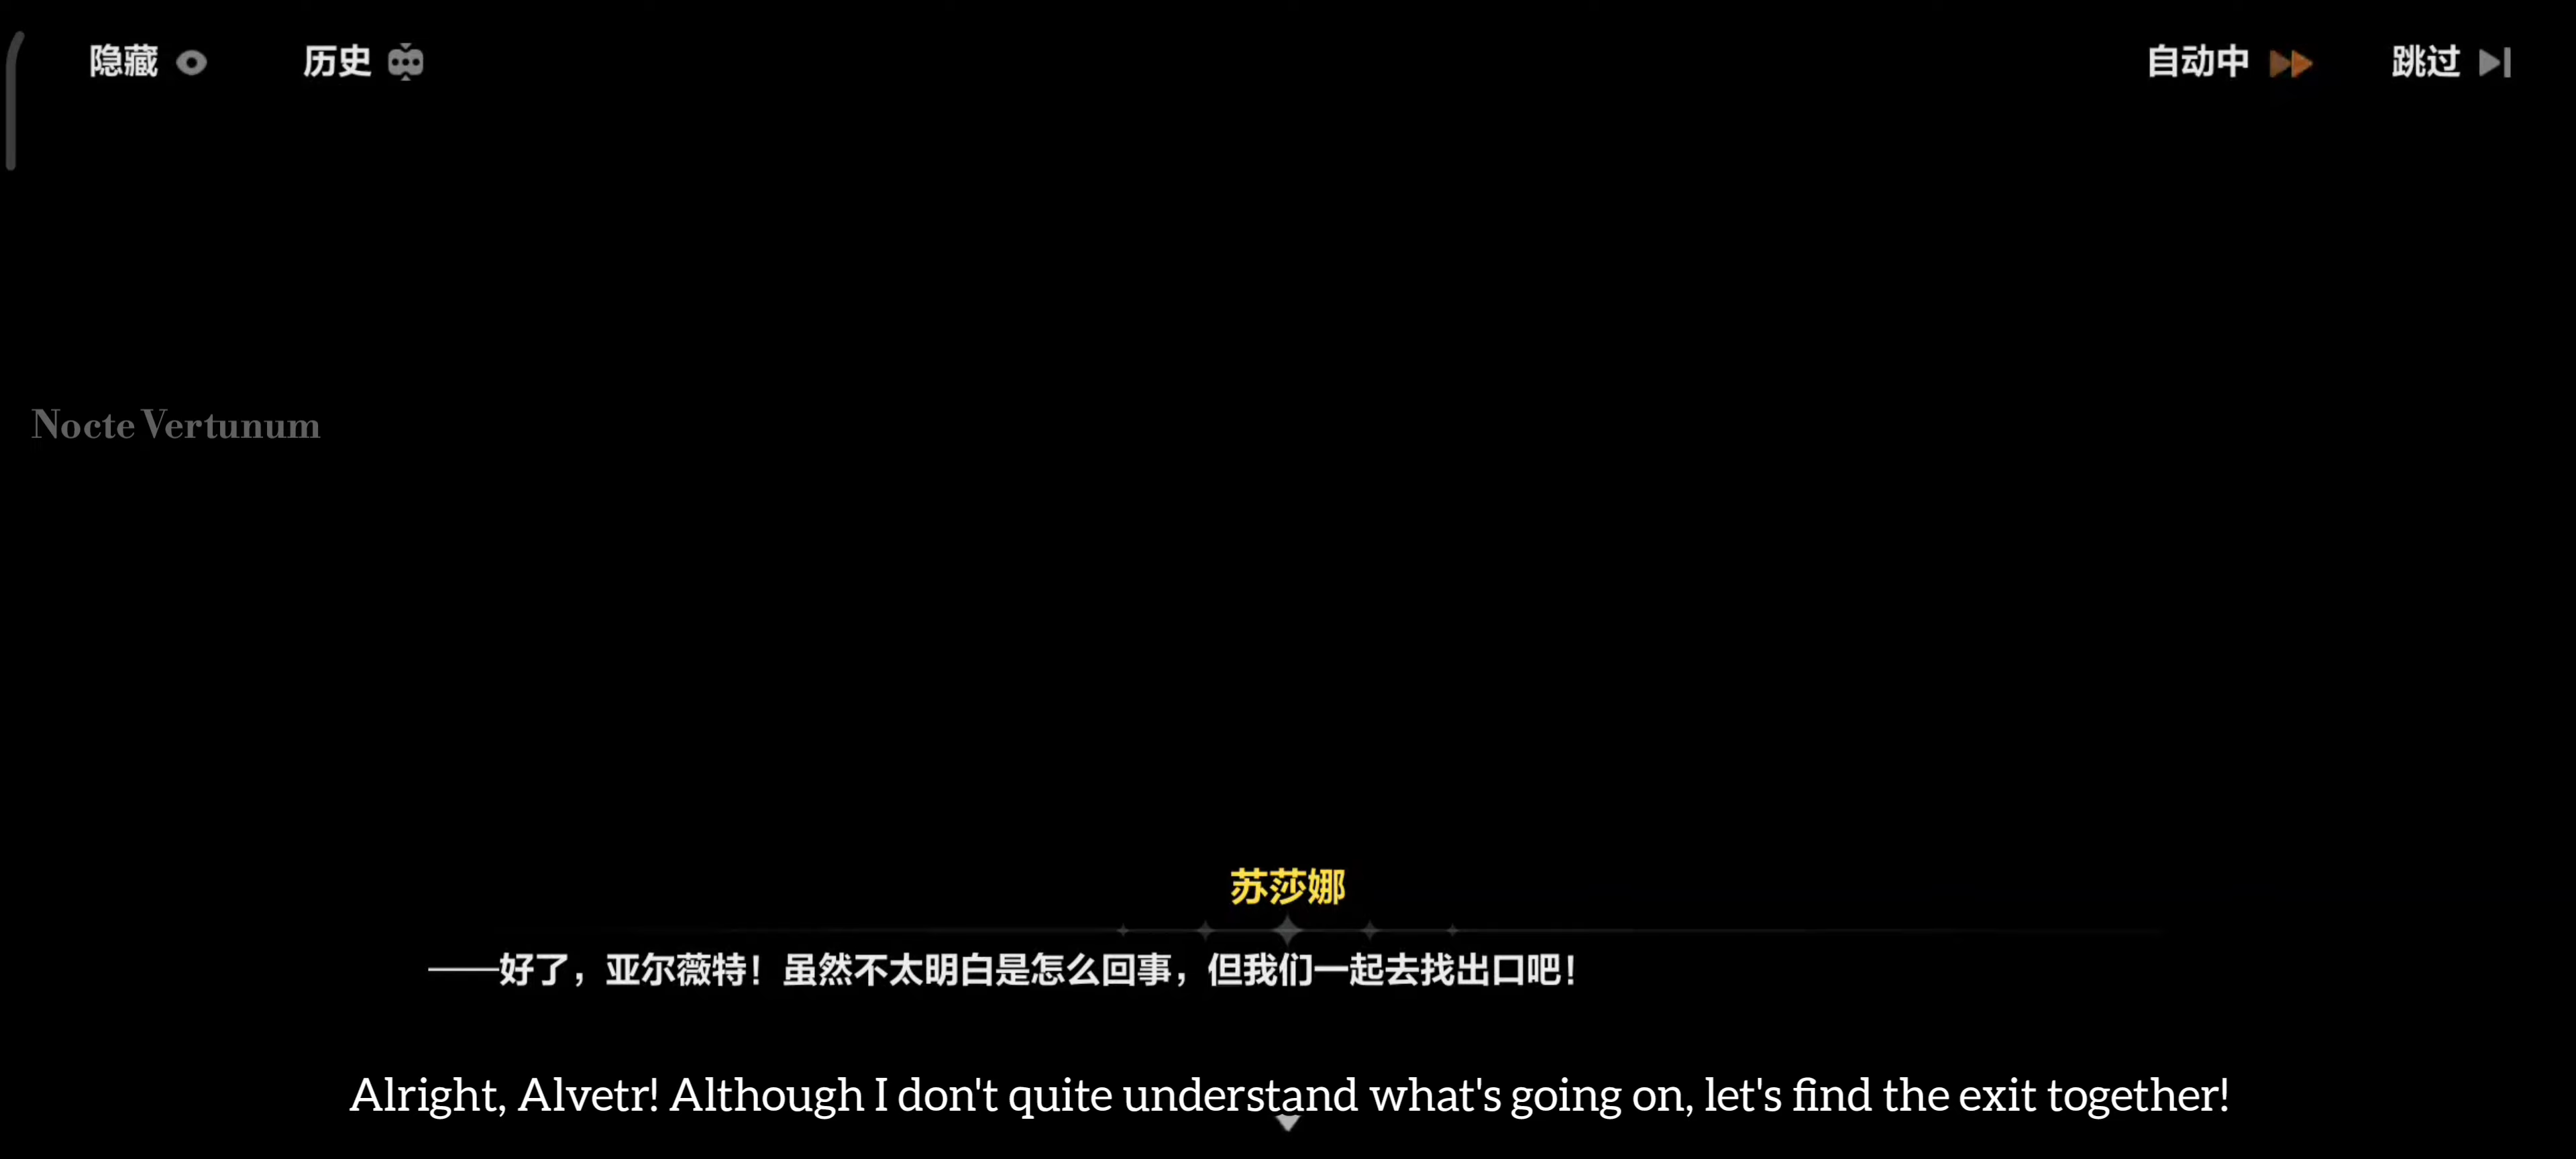 隐藏 历史 自动中 跳过
Nocte Vertunum
苏莎娜
——好了，亚尔薇特！虽然不太明白是怎么回事，但我们一起去找出口吧！
Alright, Alvetr! Although I don't quite understand what's going on, let's find the exit together!